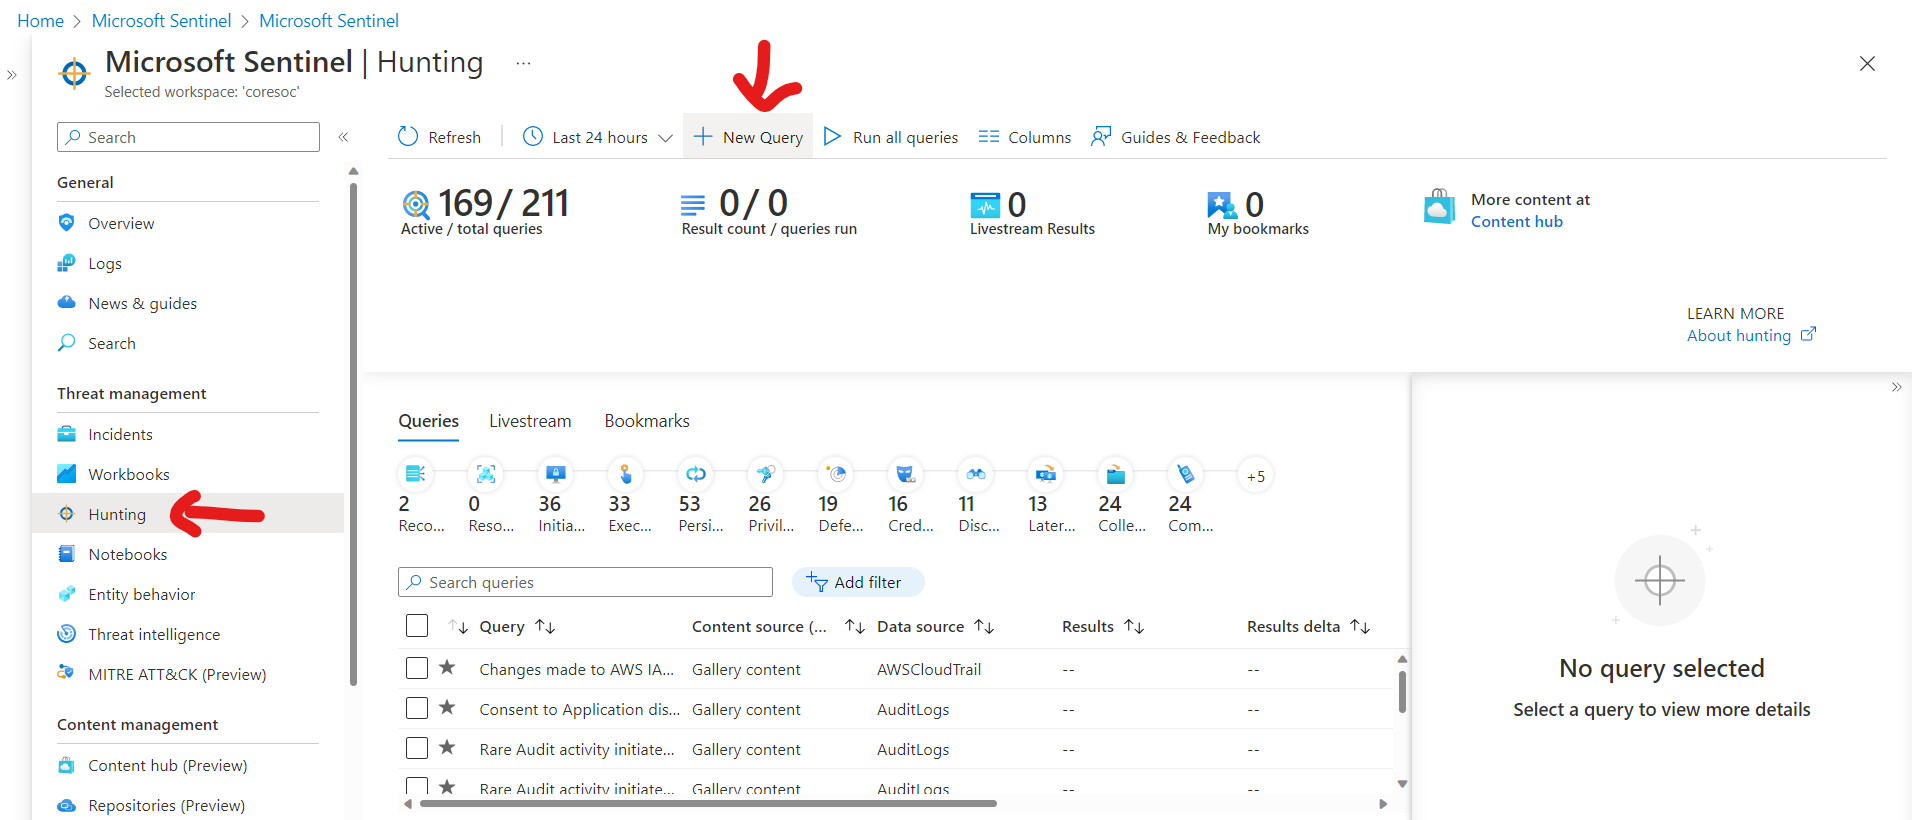 Home > Microsoft Sentinel > Microsoft Sentinel
Microsoft Sentinel | Hunting ...
Selected workspace: 'coresoc'
Search
General
Overview
Logs
News & guides
Search
Threat management
Incidents
Workbooks
Hunting
Notebooks
Entity behavior
Threat intelligence
MITRE ATT&CK (Preview)
Content management
Content hub (Preview)
Repositories (Preview)
Refresh
Last 24 hours
New Query
Run all queries
Columns
Guides & Feedback
169 / 211
Active / total queries
0 / 0
Result count / queries run
0
Livestream Results
0
My bookmarks
More content at
Content hub
LEARN MORE
About hunting
Queries Livestream Bookmarks
2
Reco...
0
Reso...
36
Initia...
33
Exec...
53
Persi...
26
Privil...
19
Defe...
16
Cred...
11
Disc...
13
Later...
24
Colle...
24
Com...
+5
Search queries
Add filter
Query Content source (... Data source Results Results delta
Changes made to AWS IA... Gallery content AWSCloudTrail -- --
Consent to Application dis... Gallery content AuditLogs -- --
Rare Audit activity initiate... Gallery content AuditLogs -- --
Rare Audit activity initiate... Gallery content AuditLogs -- --
No query selected
Select a query to view more details